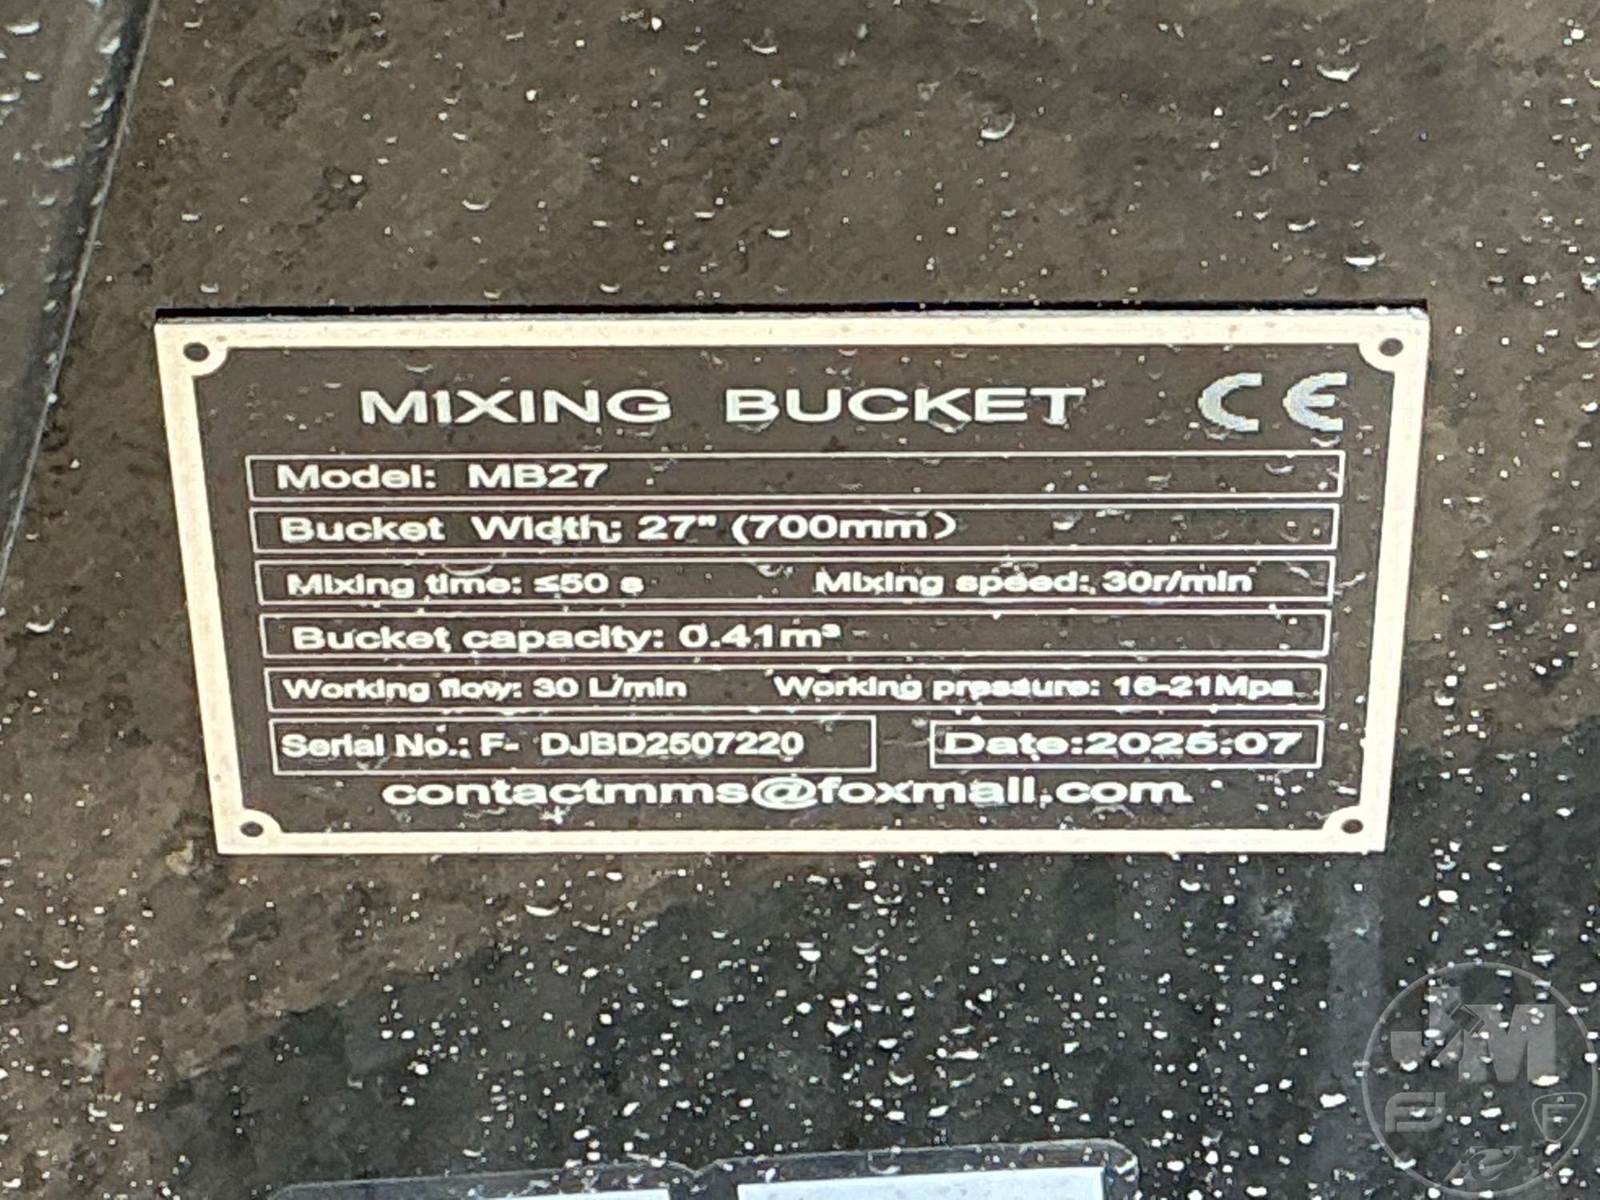 MIXING BUCKET CE
Model: MB27
Bucket Width: 27" (700mm)
Mixing time: ≤50 s Mixing speed: 30r/min
Bucket capacity: 0.41m³
Working flow: 30 L/min Working pressure: 16-21Mpa
Serial No.: F- DJBD2507220 Date:2025.07
contactmms@foxmail.com
JM